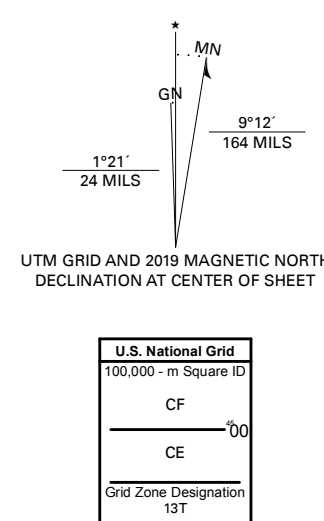 ★
MN
GN
9°12´
164 MILS
1°21´
24 MILS
UTM GRID AND 2019 MAGNETIC NORTH
DECLINATION AT CENTER OF SHEET
U.S. National Grid
100,000 - m Square ID
CF
4500
CE
Grid Zone Designation
13T